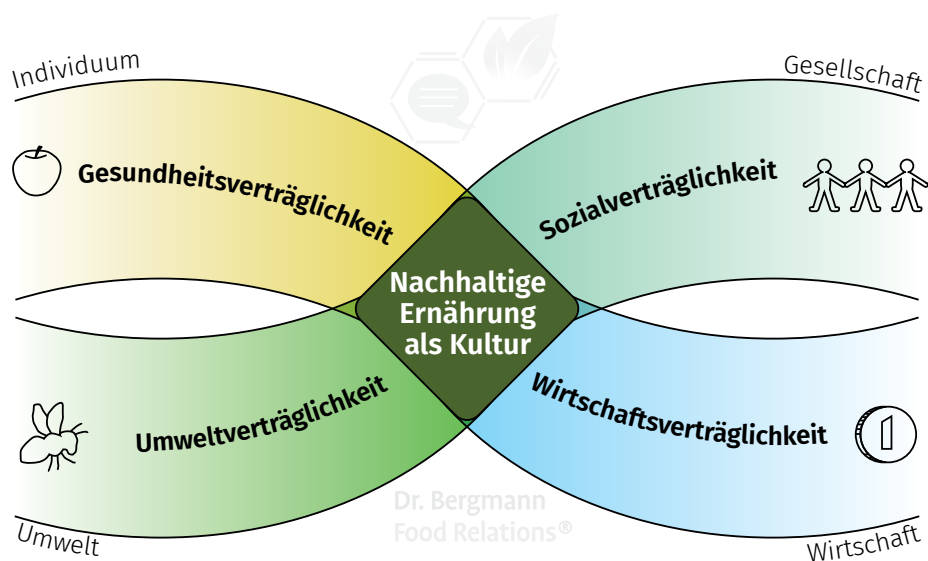 Individuum
Gesellschaft
Gesundheitsverträglichkeit
Sozialverträglichkeit
Nachhaltige
Ernährung
als Kultur
Umweltverträglichkeit
Wirtschaftsverträglichkeit
Dr. Bergmann
Food Relations®
Umwelt
Wirtschaft